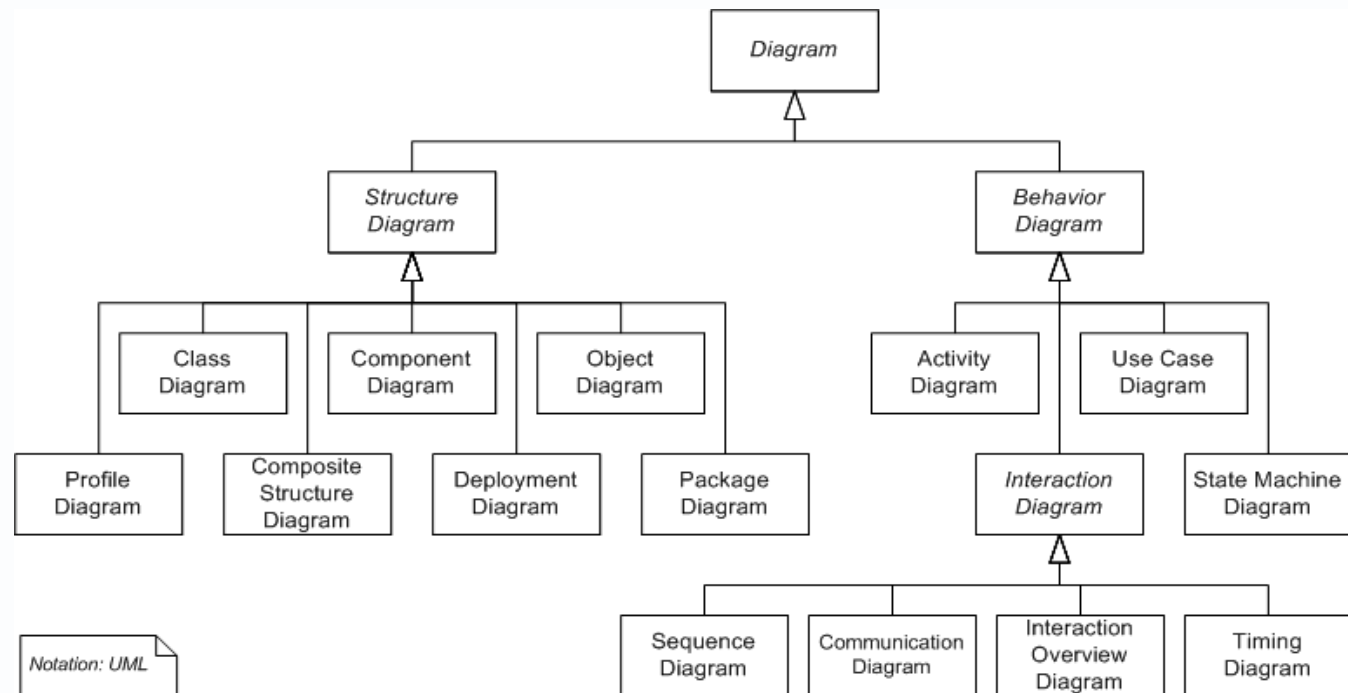 Diagram
Structure
Diagram
Behavior
Diagram
Class
Diagram
Component
Diagram
Object
Diagram
Activity
Diagram
Use Case
Diagram
Profile
Diagram
Composite
Structure
Diagram
Deployment
Diagram
Package
Diagram
Interaction
Diagram
State Machine
Diagram
Sequence
Diagram
Communication
Diagram
Interaction
Overview
Diagram
Timing
Diagram
Notation: UML